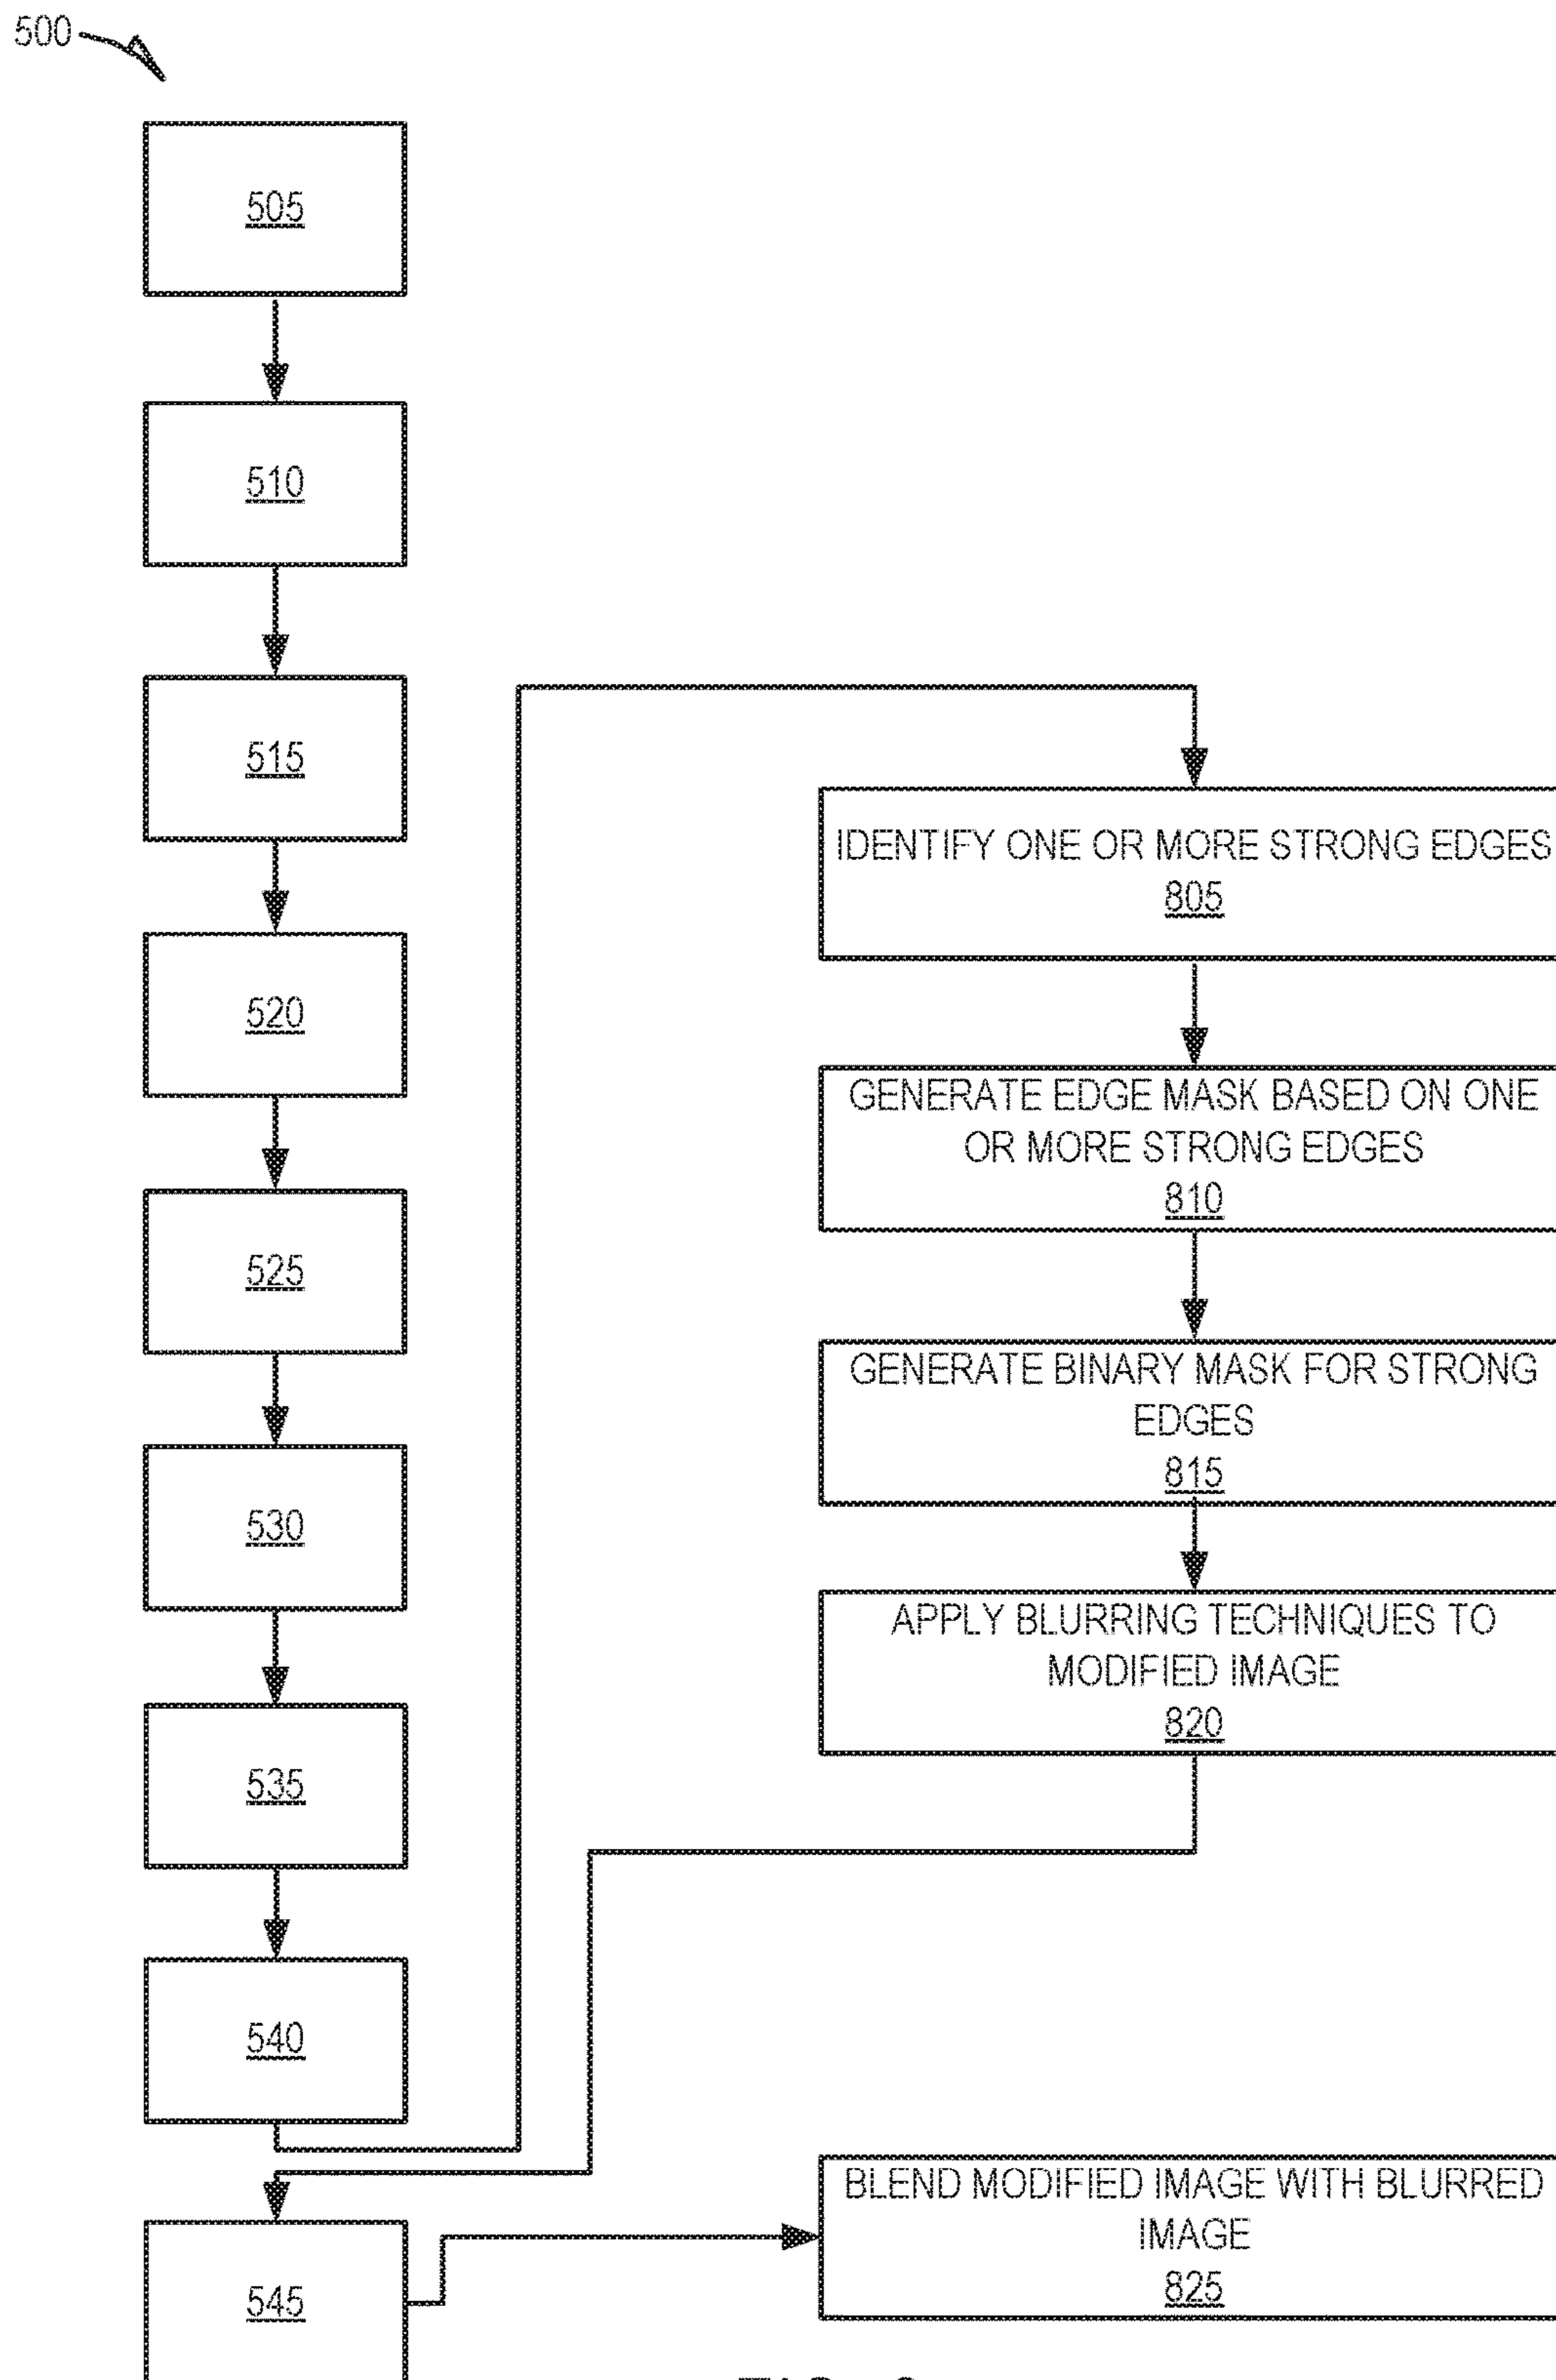 500
505
510
515
520
525
530
535
540
545
IDENTIFY ONE OR MORE STRONG EDGES
805
GENERATE EDGE MASK BASED ON ONE
OR MORE STRONG EDGES
810
GENERATE BINARY MASK FOR STRONG
EDGES
815
APPLY BLURRING TECHNIQUES TO
MODIFIED IMAGE
820
BLEND MODIFIED IMAGE WITH BLURRED
IMAGE
825